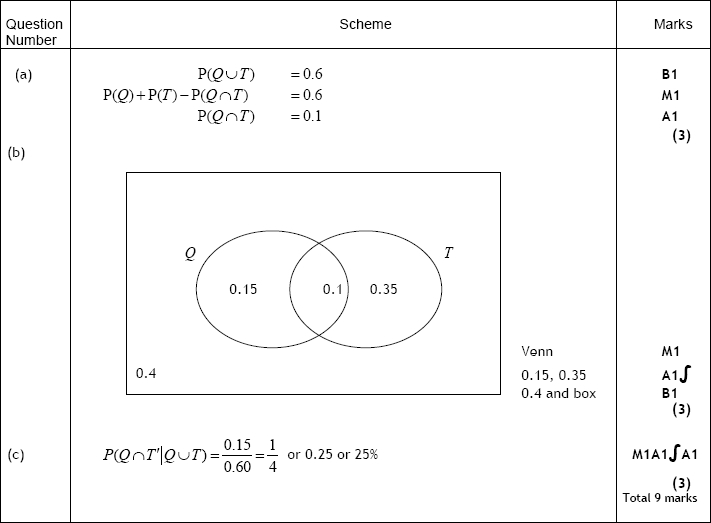 Question Number Scheme Marks
(a) P(Q∪T) =0.6 B1
P(Q)+P(T)−P(Q∩T) =0.6 M1
P(Q∩T) =0.1 A1
(3)
(b)
Q T
0.15 0.1 0.35
Venn M1
0.4 0.15, 0.35 A1∫
0.4 and box B1
(3)
(c) P(Q∩T′|Q∪T)=0.15/0.60=1/4 or 0.25 or 25% M1A1∫A1
(3)
Total 9 marks